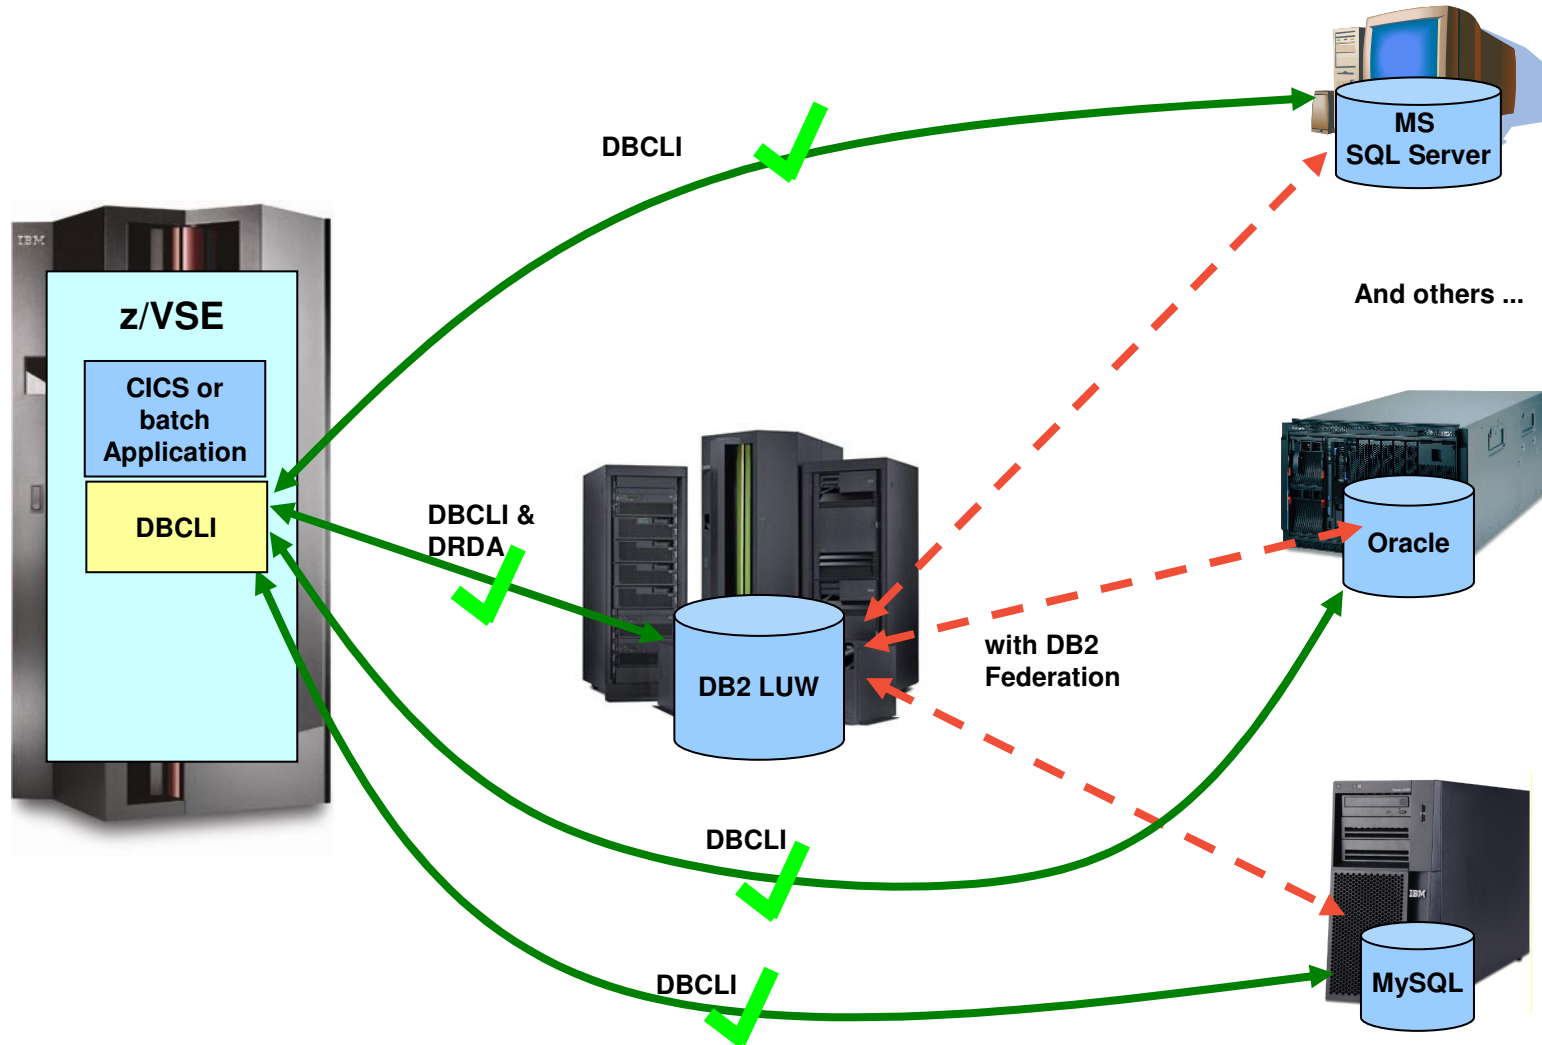 MS
SQL Server
DBCLI
IBM
And others ...
z/VSE
CICS or
batch
Application
DBCLI
DBCLI &
DRDA
Oracle
with DB2
Federation
DB2 LUW
DBCLI
IBM
DBCLI
MySQL